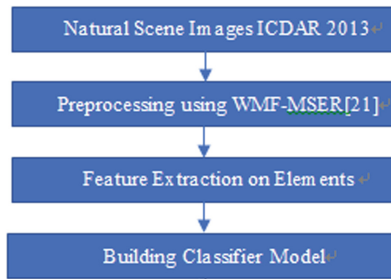 Natural Scene Images ICDAR 2013
Preprocessing using WMF-MSER[21]
Feature Extraction on Elements
Building Classifier Model